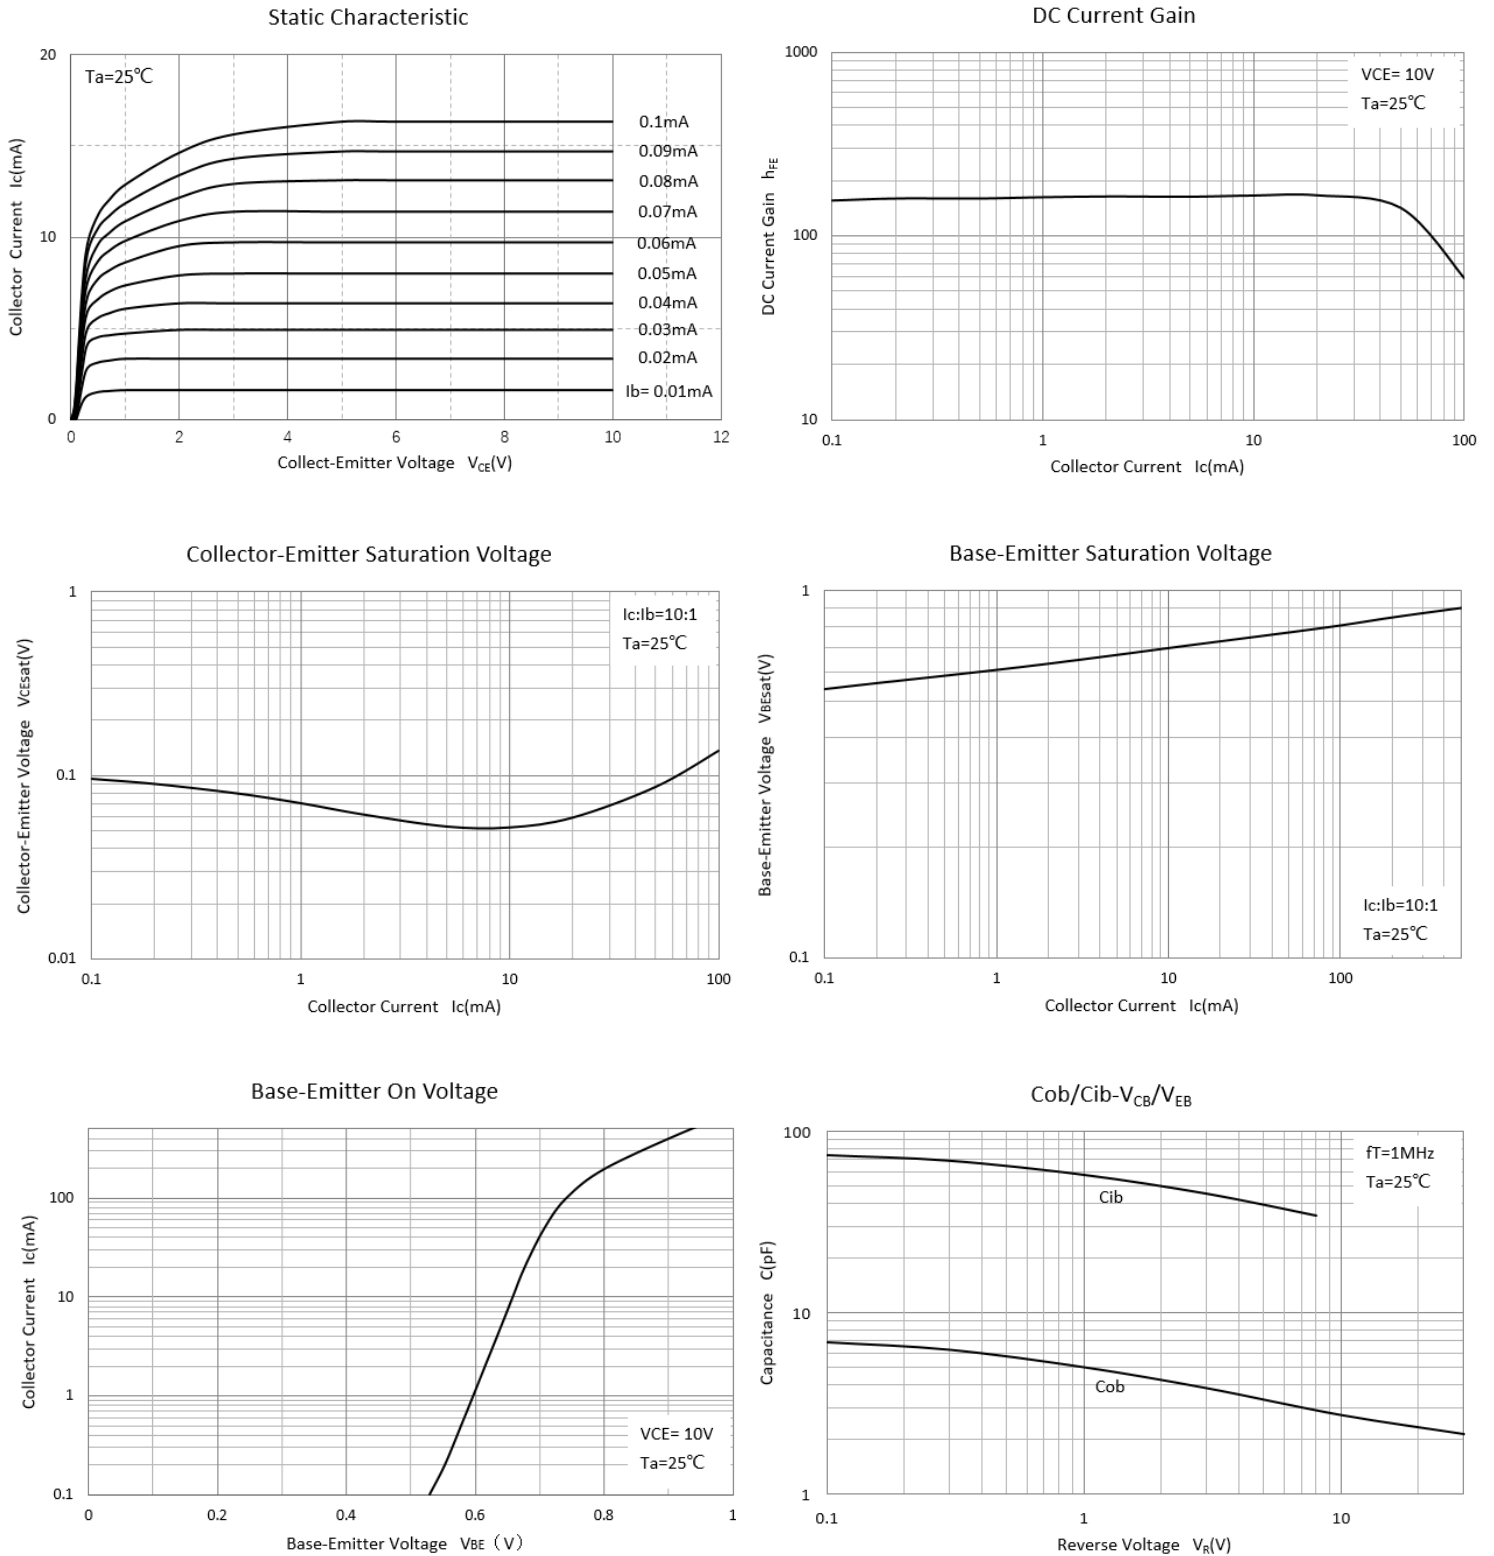 Static Characteristic
20
10
0
0 2 4 6 8 10 12
Ta=25℃
0.1mA
0.09mA
0.08mA
0.07mA
0.06mA
0.05mA
0.04mA
0.03mA
0.02mA
Ib= 0.01mA
Collector Current Ic(mA)
Collect-Emitter Voltage VCE(V)
DC Current Gain
1000
100
10
0.1 1 10 100
VCE= 10V
Ta=25℃
DC Current Gain hFE
Collector Current Ic(mA)
Collector-Emitter Saturation Voltage
1
0.1
0.01
0.1 1 10 100
Ic:Ib=10:1
Ta=25℃
Collector-Emitter Voltage VCEsat(V)
Collector Current Ic(mA)
Base-Emitter Saturation Voltage
1
0.1
0.1 1 10 100
Ic:Ib=10:1
Ta=25℃
Base-Emitter Voltage VBEsat(V)
Collector Current Ic(mA)
Base-Emitter On Voltage
100
10
1
0.1
0 0.2 0.4 0.6 0.8 1
VCE= 10V
Ta=25℃
Collector Current Ic(mA)
Base-Emitter Voltage VBE（V）
Cob/Cib-VCB/VEB
100
10
1
0.1 1 10
fT=1MHz
Ta=25℃
Cib
Cob
Capacitance C(pF)
Reverse Voltage VR(V)